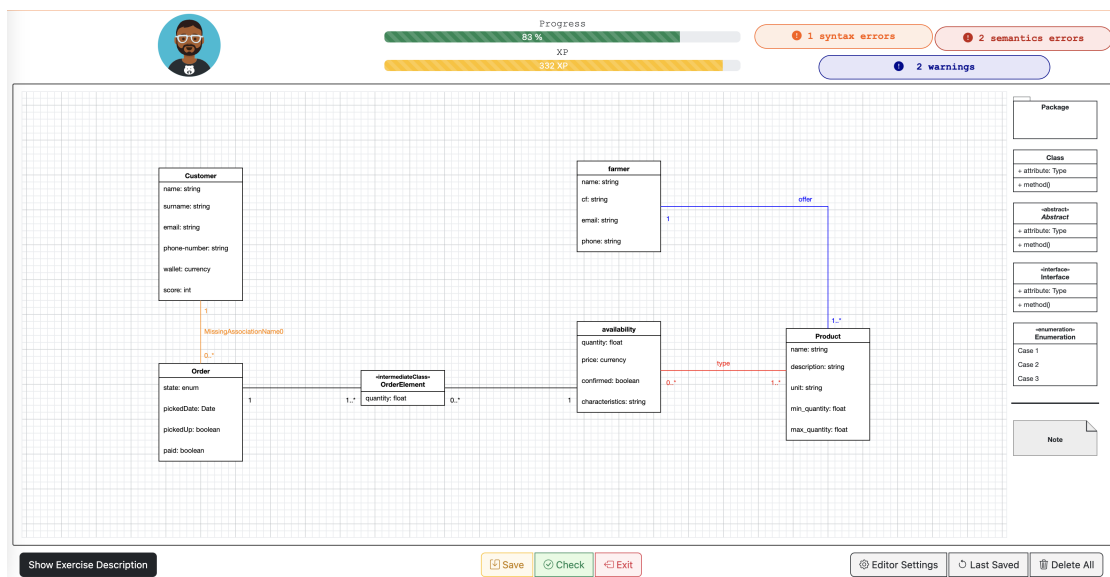 Progress
83 %
XP
332 XP
1 syntax errors
2 semantics errors
2 warnings
Customer
name: string
surname: string
email: string
phone-number: string
wallet: currency
score: int
1
MissingAssociationName0
0..*
Order
state: enum
pickedDate: Date
pickedUp: boolean
paid: boolean
1
1..*
«intermediateClass»
OrderElement
quantity: float
0..*
1
farmer
name: string
cf: string
email: string
phone: string
1
offer
1..*
availability
quantity: float
price: currency
confirmed: boolean
characteristics: string
type
0..*
1..*
Product
name: string
description: string
unit: string
min_quantity: float
max_quantity: float
Package
Class
+ attribute: Type
+ method()
«abstract»
Abstract
+ attribute: Type
+ method()
«interface»
Interface
+ attribute: Type
+ method()
«enumeration»
Enumeration
Case 1
Case 2
Case 3
Note
Show Exercise Description
Save
Check
Exit
Editor Settings
Last Saved
Delete All